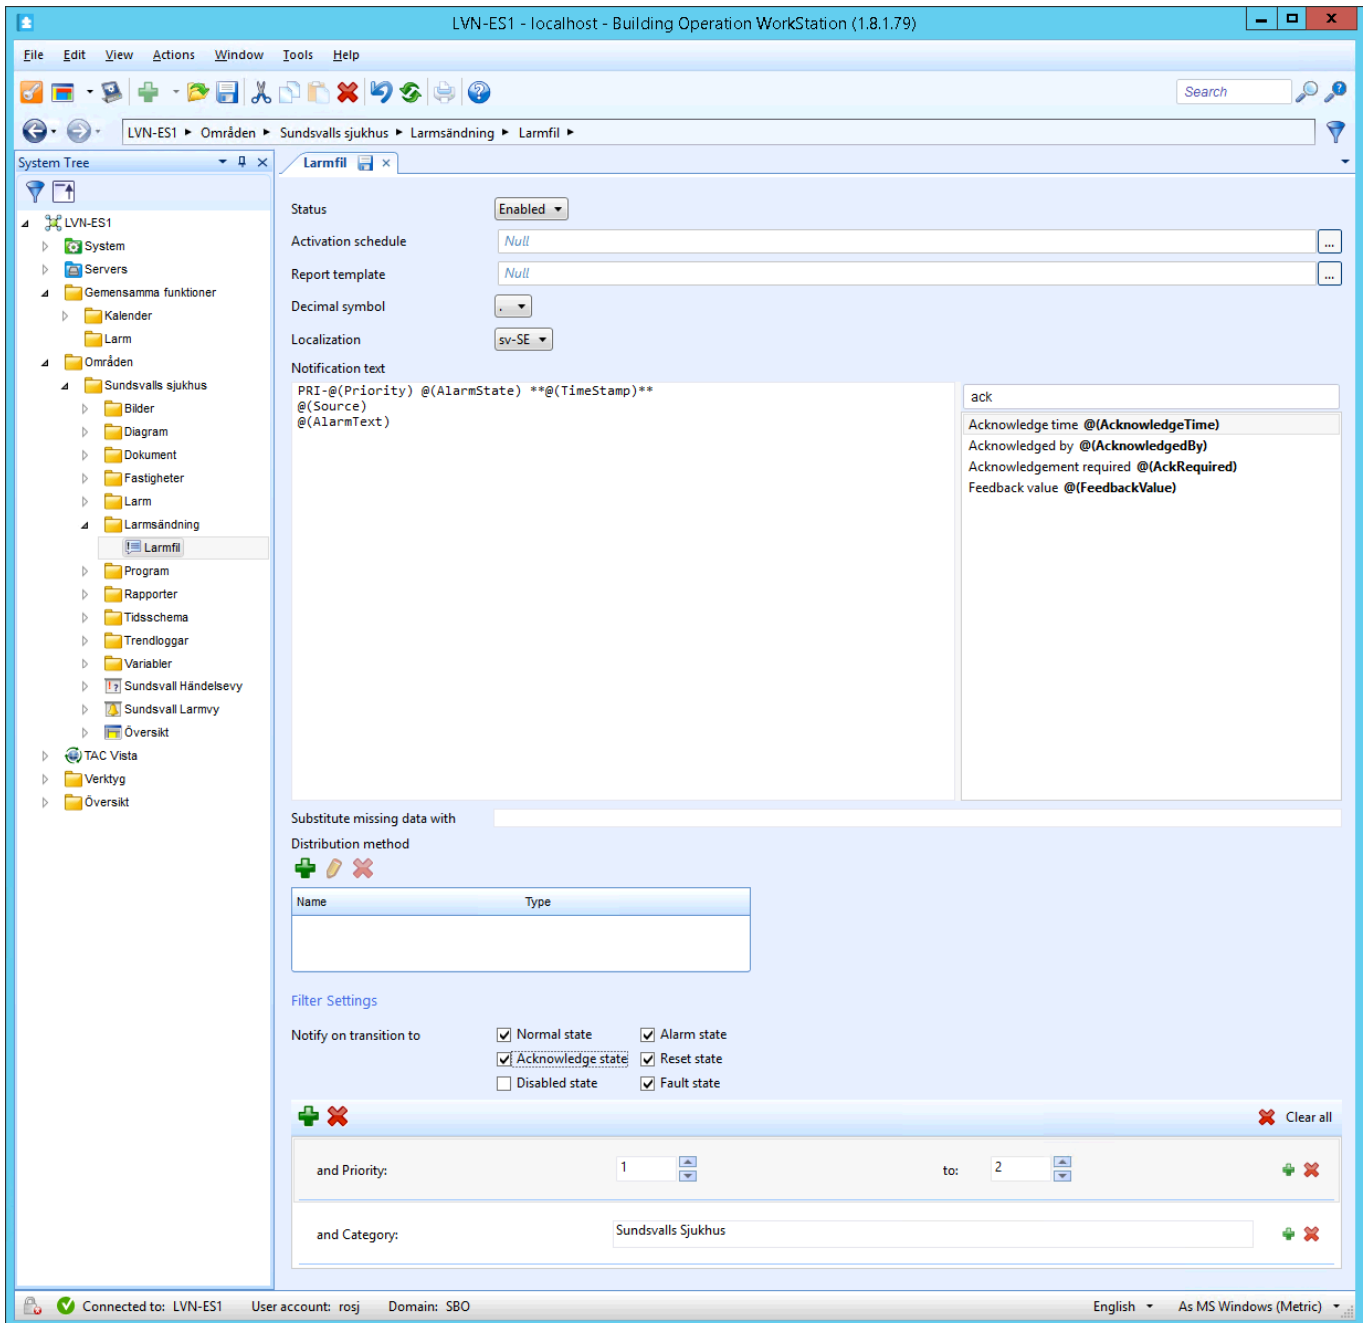 LVN-ES1 - localhost - Building Operation WorkStation (1.8.1.79)
File Edit View Actions Window Tools Help
Search
LVN-ES1 ▸ Områden ▸ Sundsvalls sjukhus ▸ Larmsändning ▸ Larmfil ▸
System Tree
Larmfil
LVN-ES1
System
Servers
Gemensamma funktioner
Kalender
Larm
Områden
Sundsvalls sjukhus
Bilder
Diagram
Dokument
Fastigheter
Larm
Larmsändning
Larmfil
Program
Rapporter
Tidsschema
Trendloggar
Variabler
Sundsvall Händelsevy
Sundsvall Larmvy
Översikt
TAC Vista
Verktyg
Översikt
Status Enabled
Activation schedule Null ...
Report template Null ...
Decimal symbol .
Localization sv-SE
Notification text
PRI-@(Priority) @(AlarmState) **@(TimeStamp)**
@(Source)
@(AlarmText)
ack
Acknowledge time @(AcknowledgeTime)
Acknowledged by @(AcknowledgedBy)
Acknowledgement required @(AckRequired)
Feedback value @(FeedbackValue)
Substitute missing data with
Distribution method
Name Type
Filter Settings
Notify on transition to Normal state Alarm state
Acknowledge state Reset state
Disabled state Fault state
Clear all
and Priority: 1 to: 2
and Category: Sundsvalls Sjukhus
Connected to: LVN-ES1 User account: rosj Domain: SBO English As MS Windows (Metric)